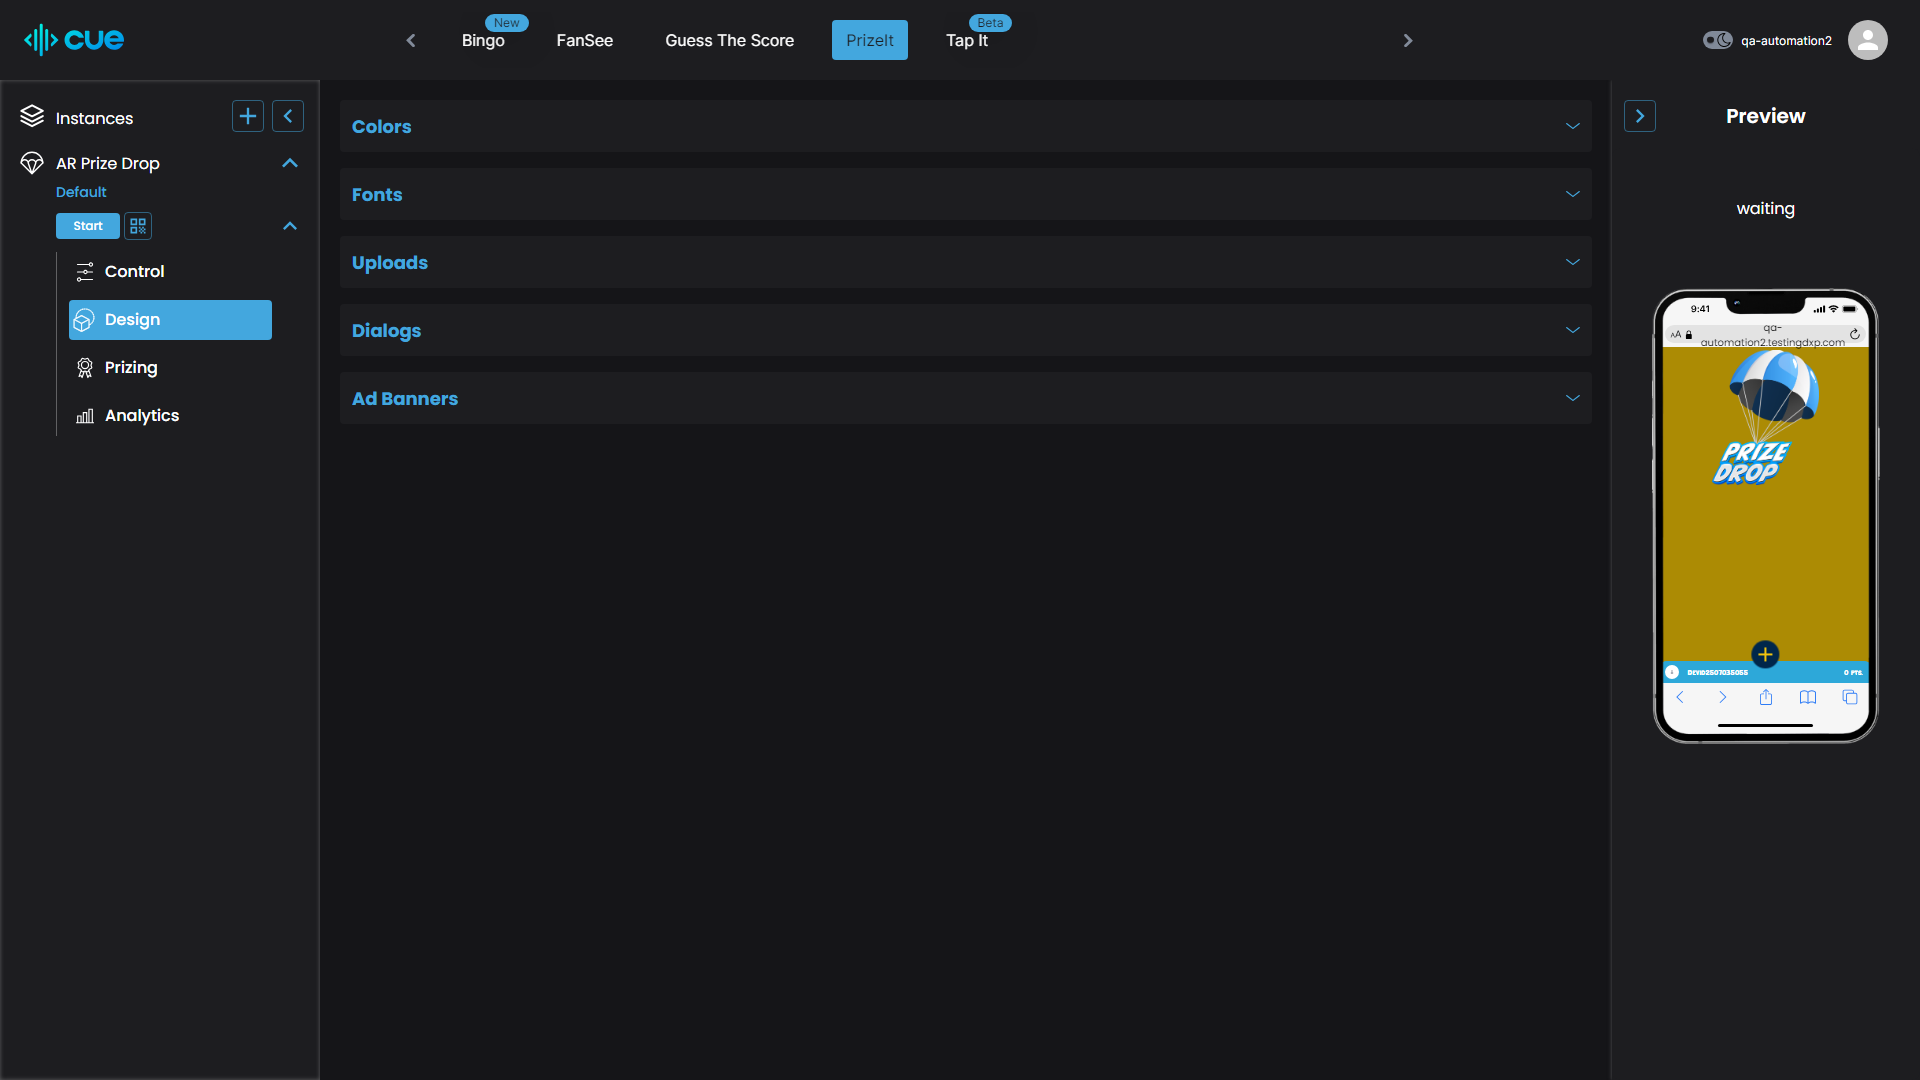 cue
New
Bingo
FanSee
Guess The Score
PrizeIt
Beta
Tap It
qa-automation2
Instances
AR Prize Drop
Default
Start
Control
Design
Prizing
Analytics
Colors
Fonts
Uploads
Dialogs
Ad Banners
Preview
waiting
9:41
AA
qa-
automation2.testingdxp.com
PRIZE
DROP
0 PTS.